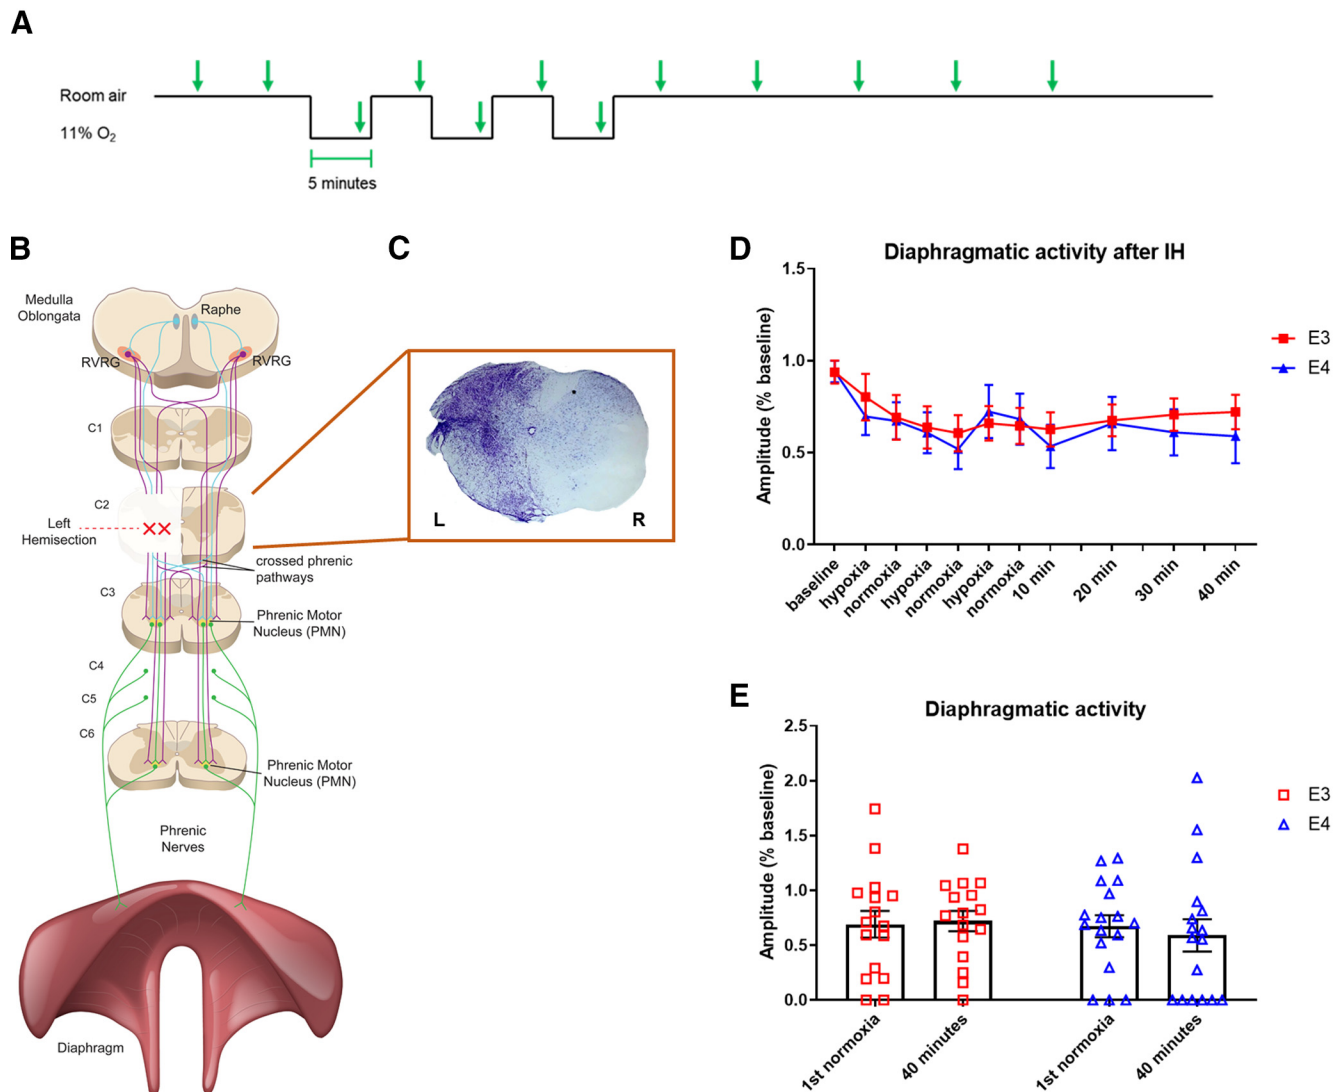 A
Room air
11% O₂
5 minutes
B
Medulla
Oblongata
Raphe
RVRG
RVRG
C1
C2
Left
Hemisection
crossed phrenic
pathways
C3
Phrenic Motor
Nucleus (PMN)
C4
C5
C6
Phrenic Motor
Nucleus (PMN)
Phrenic
Nerves
Diaphragm
C
L
R
D
Diaphragmatic activity after IH
Amplitude (% baseline)
1.5
1.0
0.5
0.0
baseline
hypoxia
normoxia
hypoxia
normoxia
hypoxia
normoxia
10 min
20 min
30 min
40 min
E3
E4
E
Diaphragmatic activity
Amplitude (% baseline)
2.5
2.0
1.5
1.0
0.5
0.0
1st normoxia
40 minutes
1st normoxia
40 minutes
E3
E4